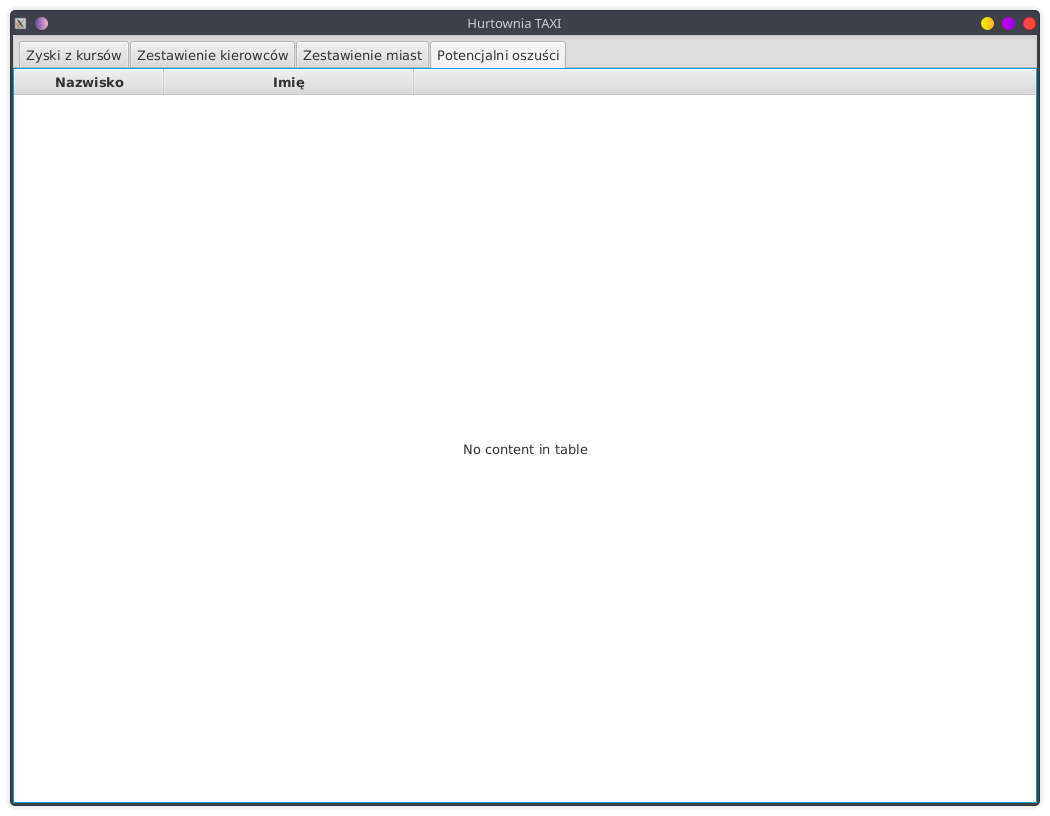 Hurtownia TAXI
Zyski z kursów Zestawienie kierowców Zestawienie miast Potencjalni oszuści
Nazwisko Imię
No content in table